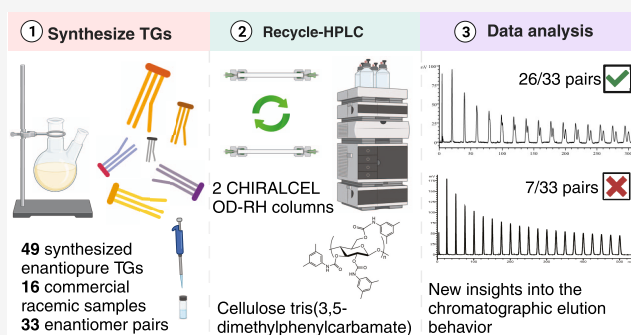 1 Synthesize TGs
49 synthesized
enantiopure TGs
16 commercial
racemic samples
33 enantiomer pairs
2 Recycle-HPLC
2 CHIRALCEL
OD-RH columns
Cellulose tris(3,5-
dimethylphenylcarbamate)
3 Data analysis
26/33 pairs
7/33 pairs
New insights into the
chromatographic elution
behavior